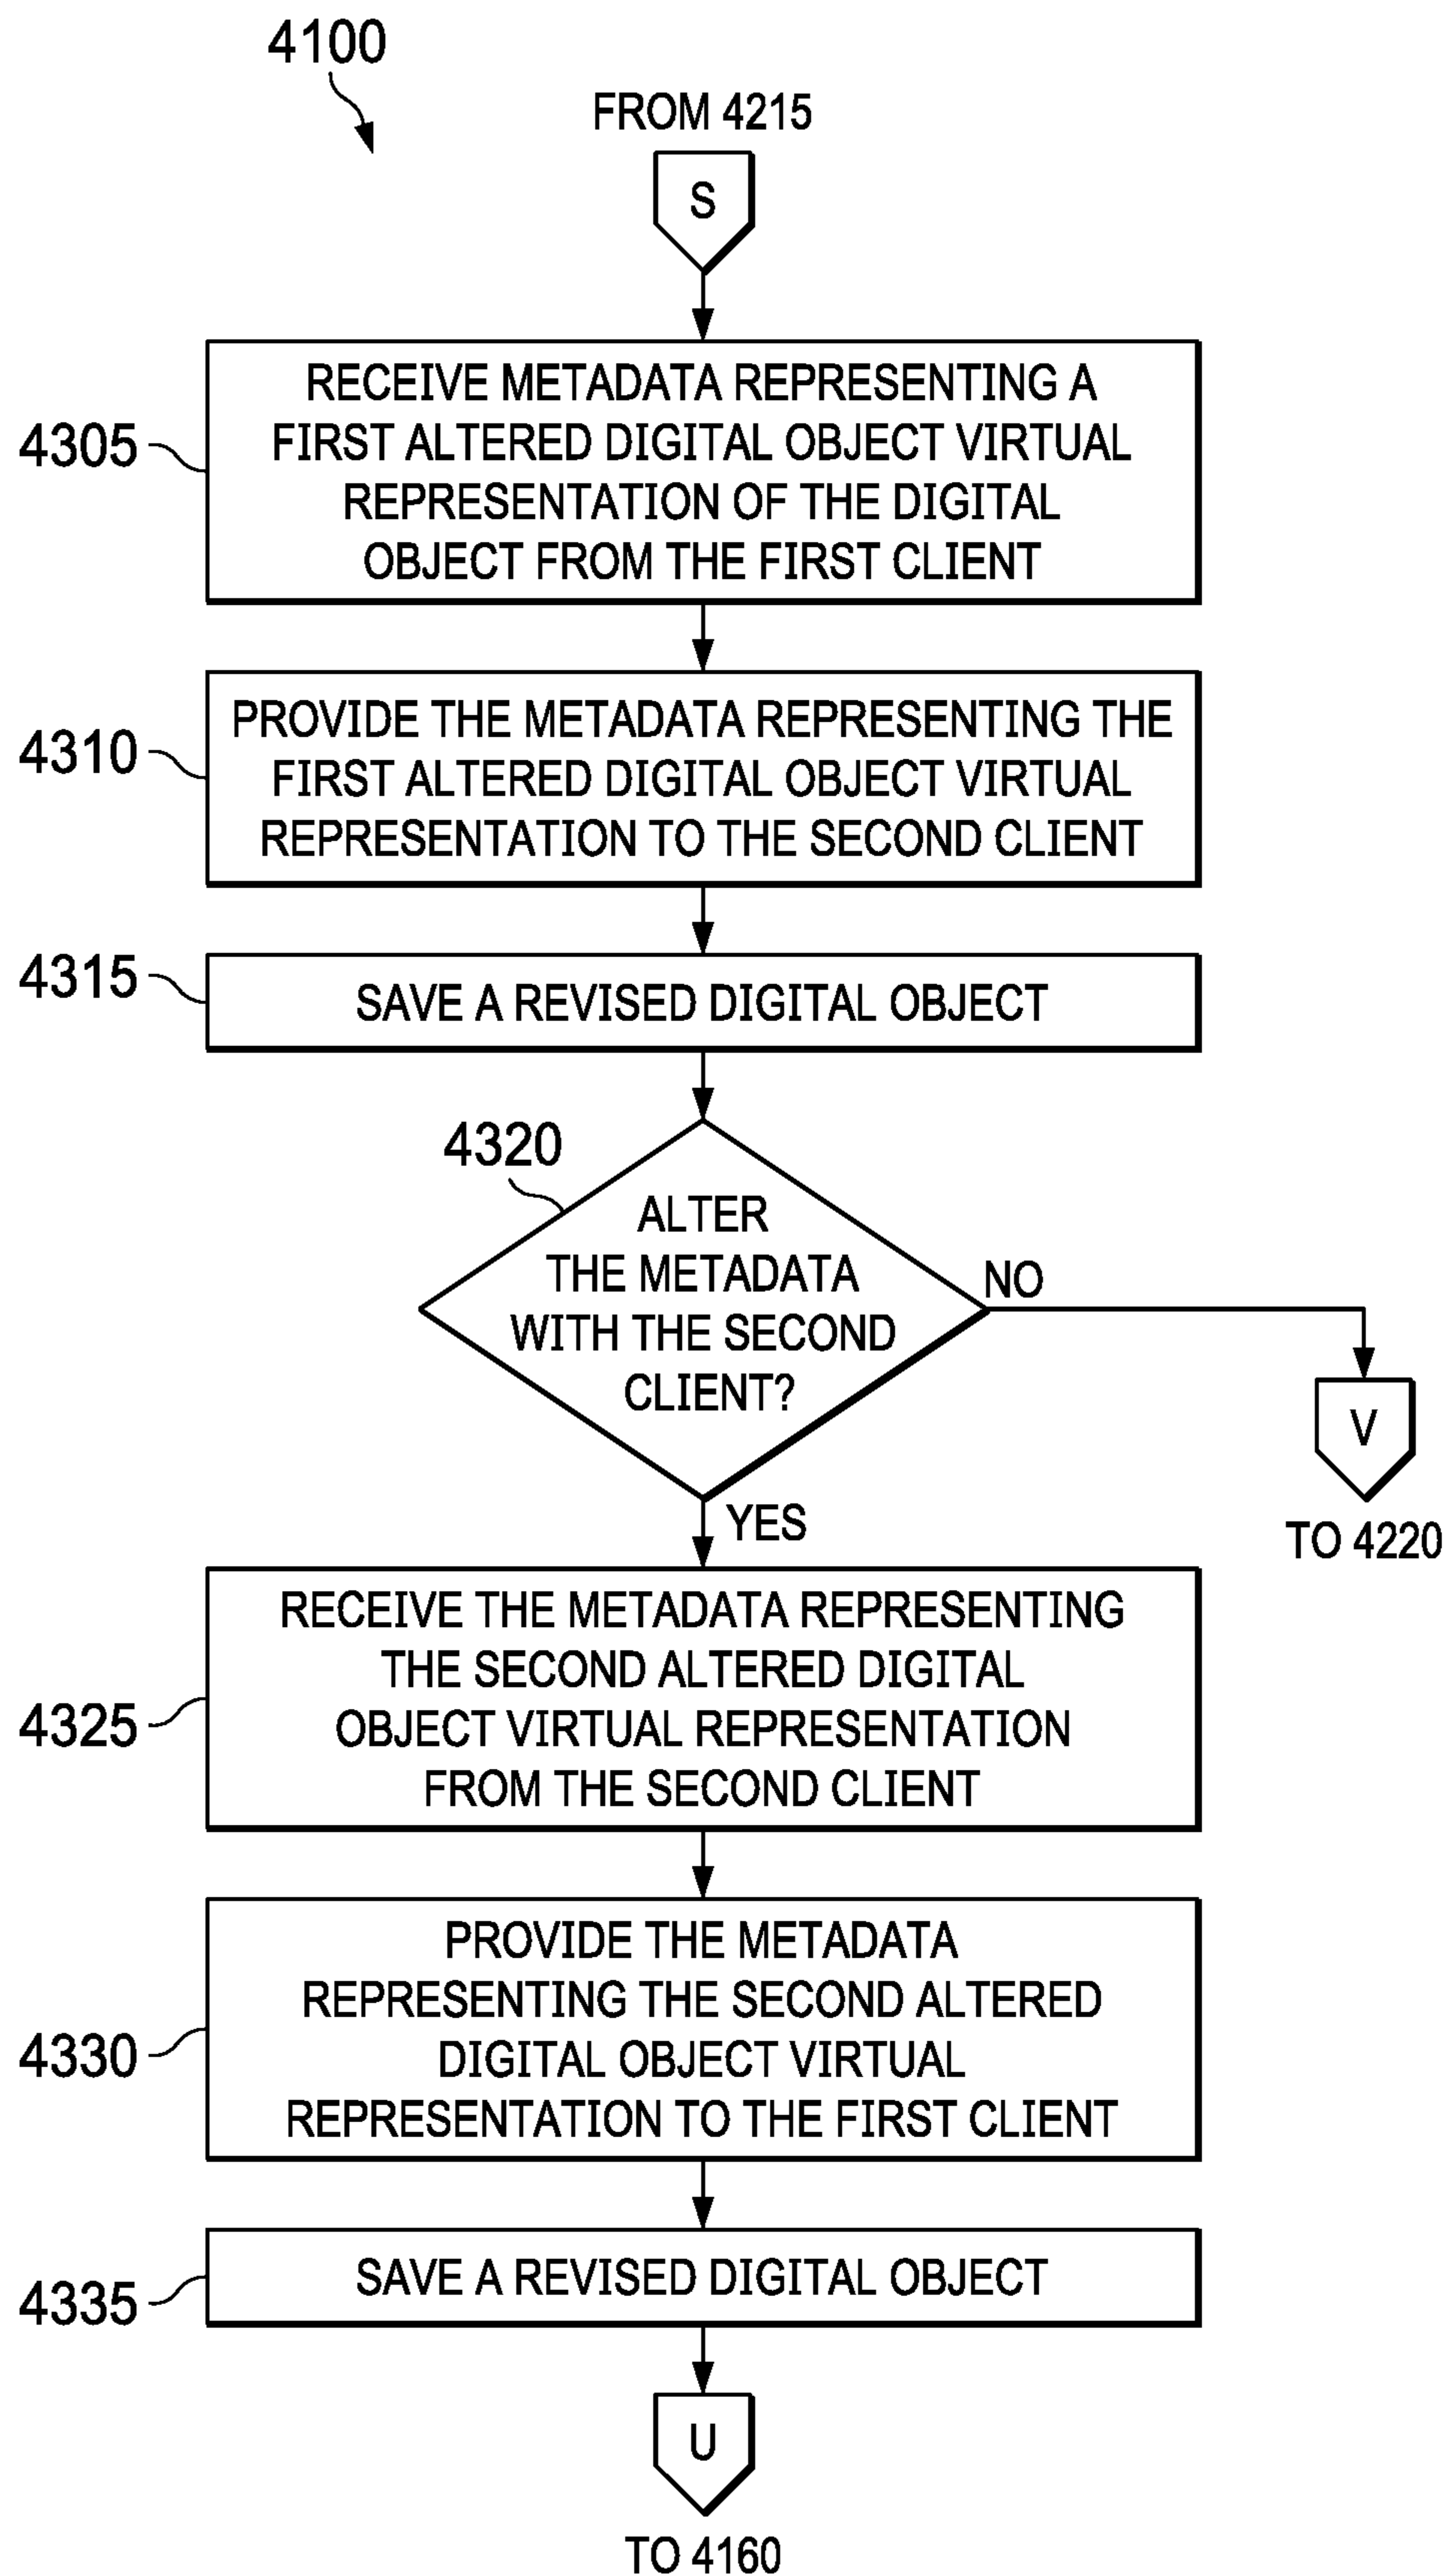 4100
FROM 4215
S
4305
RECEIVE METADATA REPRESENTING A
FIRST ALTERED DIGITAL OBJECT VIRTUAL
REPRESENTATION OF THE DIGITAL
OBJECT FROM THE FIRST CLIENT
4310
PROVIDE THE METADATA REPRESENTING THE
FIRST ALTERED DIGITAL OBJECT VIRTUAL
REPRESENTATION TO THE SECOND CLIENT
4315
SAVE A REVISED DIGITAL OBJECT
4320
ALTER
THE METADATA
WITH THE SECOND
CLIENT?
NO
V
TO 4220
YES
4325
RECEIVE THE METADATA REPRESENTING
THE SECOND ALTERED DIGITAL
OBJECT VIRTUAL REPRESENTATION
FROM THE SECOND CLIENT
4330
PROVIDE THE METADATA
REPRESENTING THE SECOND ALTERED
DIGITAL OBJECT VIRTUAL
REPRESENTATION TO THE FIRST CLIENT
4335
SAVE A REVISED DIGITAL OBJECT
U
TO 4160